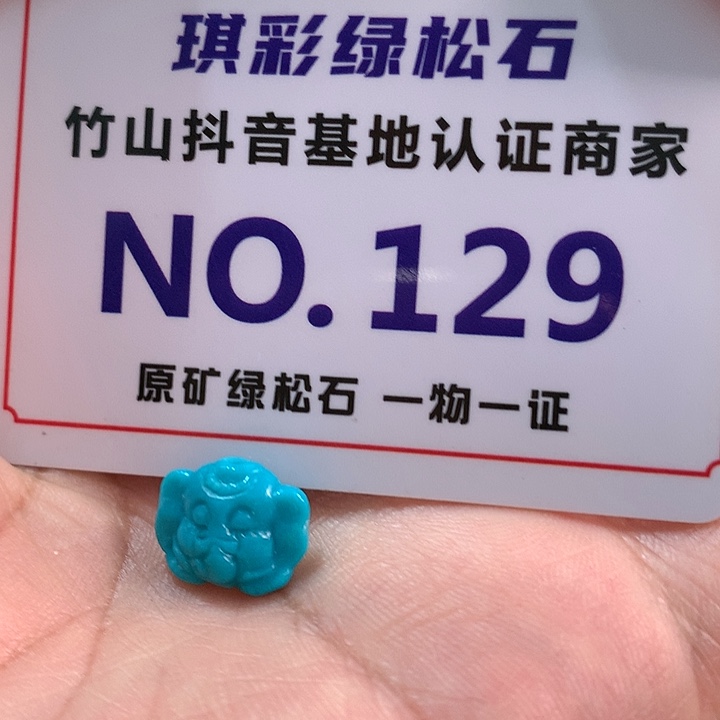 琪彩绿松石
竹山抖音基地认证商家
NO.129
原矿绿松石 一物一证